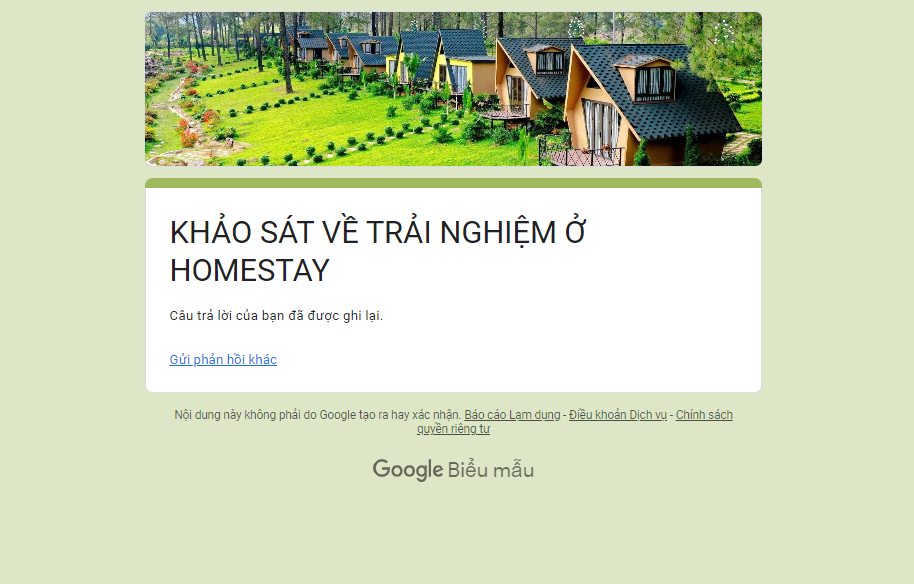 KHẢO SÁT VỀ TRẢI NGHIỆM Ở
HOMESTAY
Câu trả lời của bạn đã được ghi lại.
Gửi phản hồi khác
Nội dung này không phải do Google tạo ra hay xác nhận. Báo cáo Lạm dụng - Điều khoản Dịch vụ - Chính sách
quyền riêng tư
Google Biểu mẫu